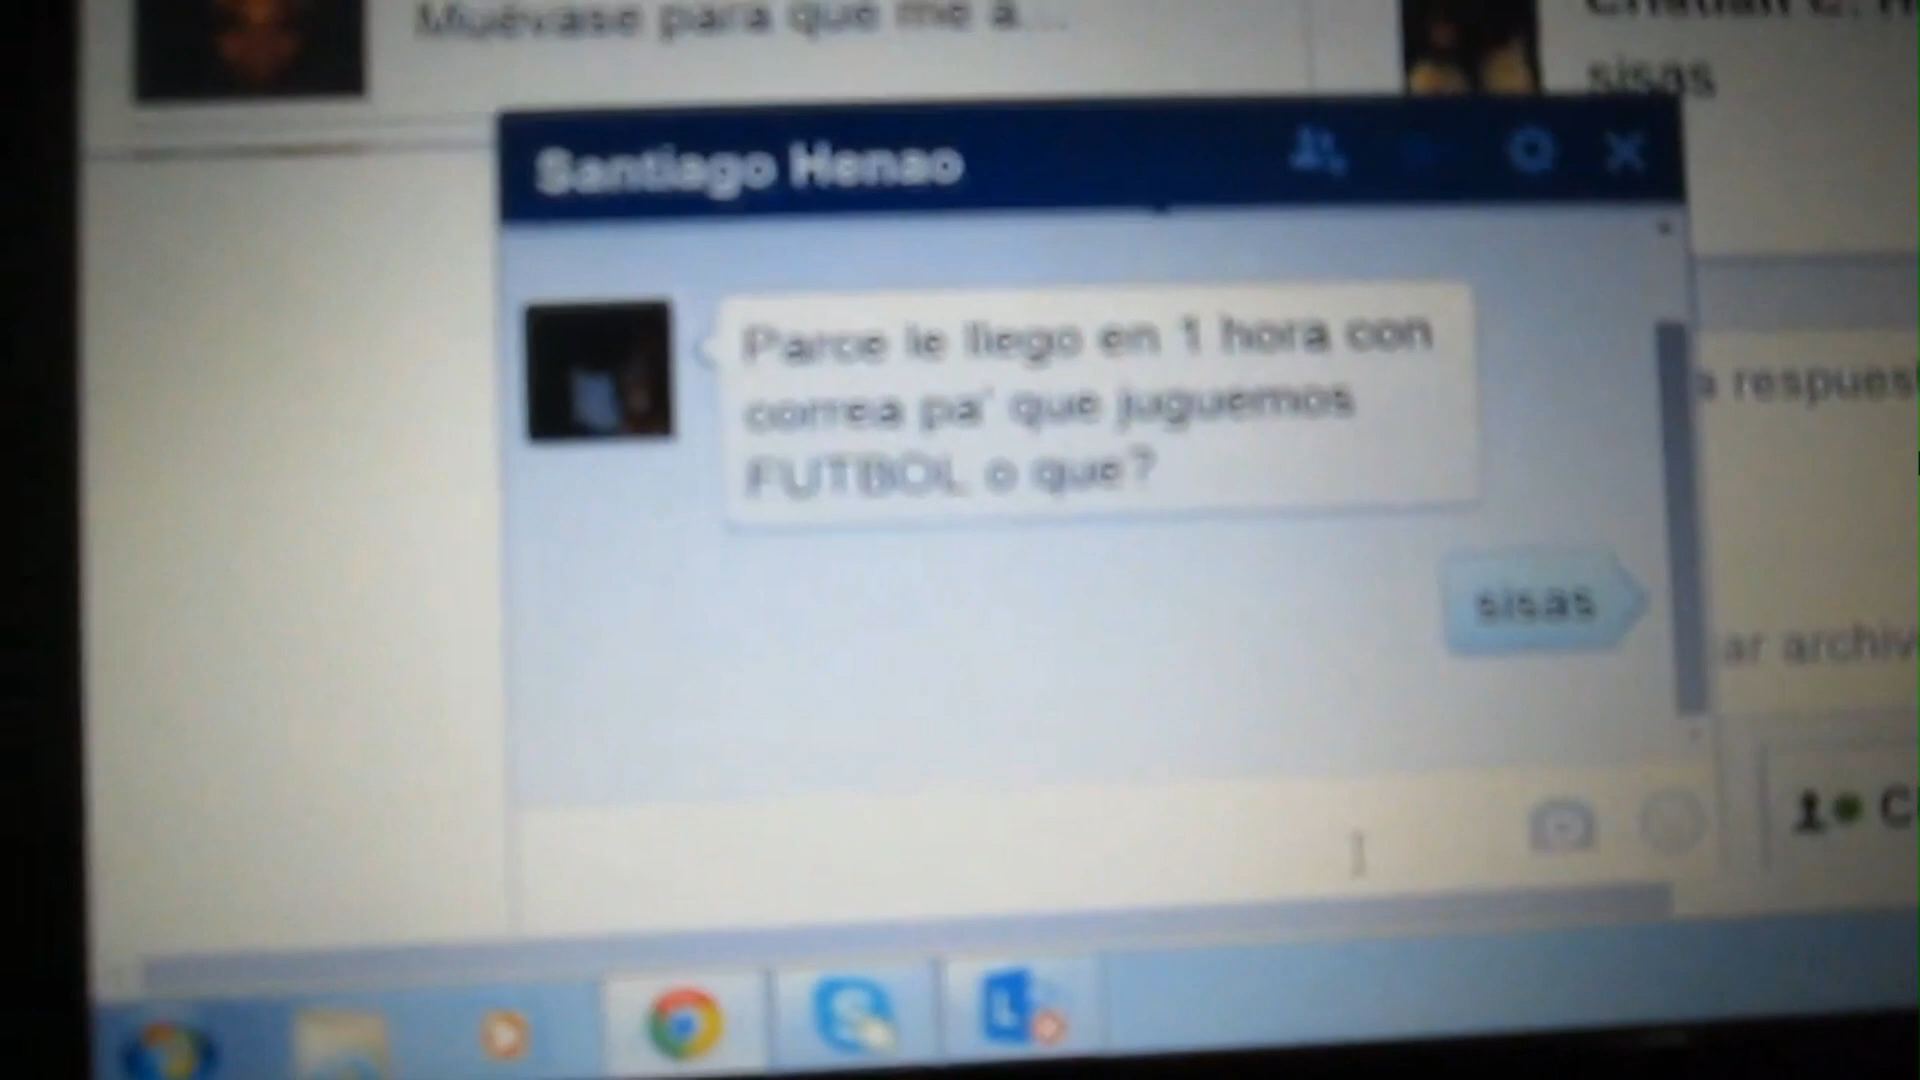 Muévase para que me a...
sisas
Santiago Henao
Parce le llego en 1 hora con
correa pa' que juguemos
FUTBOL o que?
sisas
ar archiv